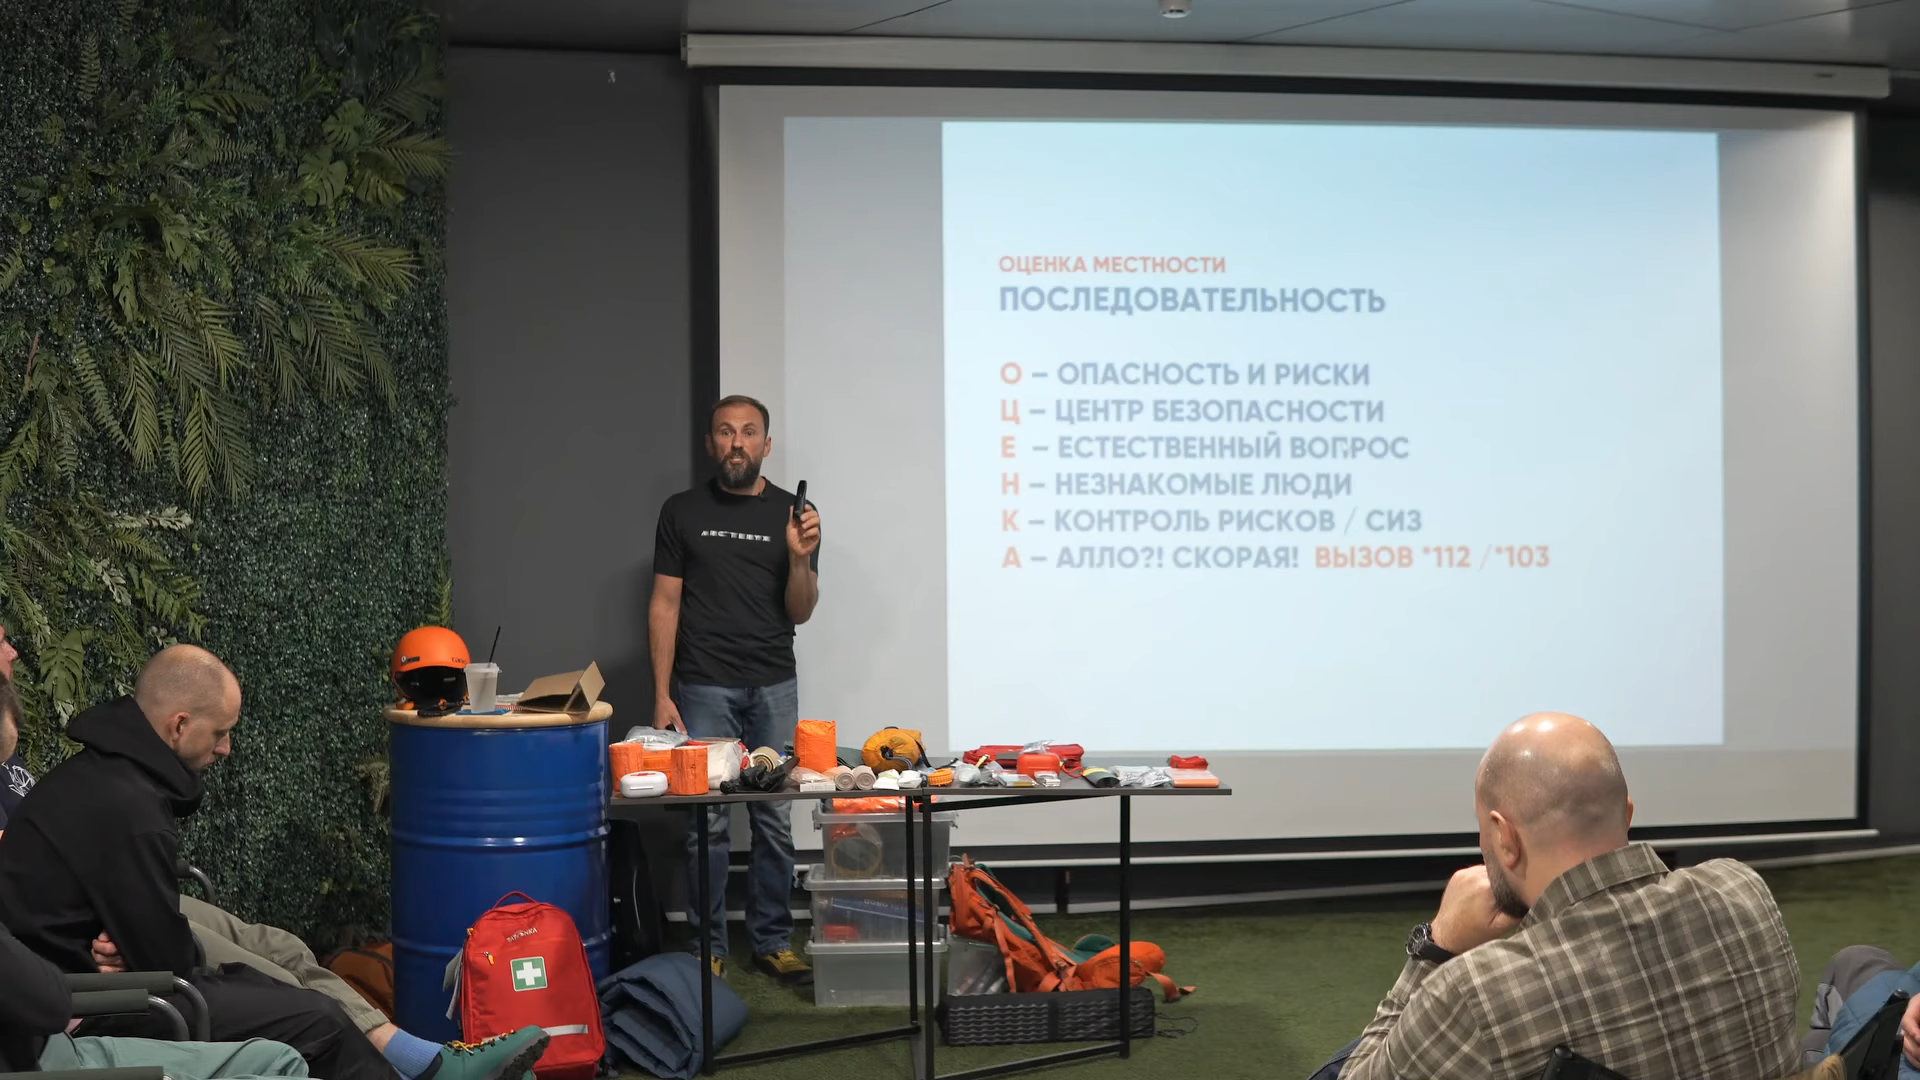 ОЦЕНКА МЕСТНОСТИ
ПОСЛЕДОВАТЕЛЬНОСТЬ
О – ОПАСНОСТЬ И РИСКИ
Ц – ЦЕНТР БЕЗОПАСНОСТИ
Е – ЕСТЕСТВЕННЫЙ ВОПРОС
Н – НЕЗНАКОМЫЕ ЛЮДИ
К – КОНТРОЛЬ РИСКОВ / СИЗ
А – АЛЛО?! СКОРАЯ! ВЫЗОВ *112 / *103
TATONKA